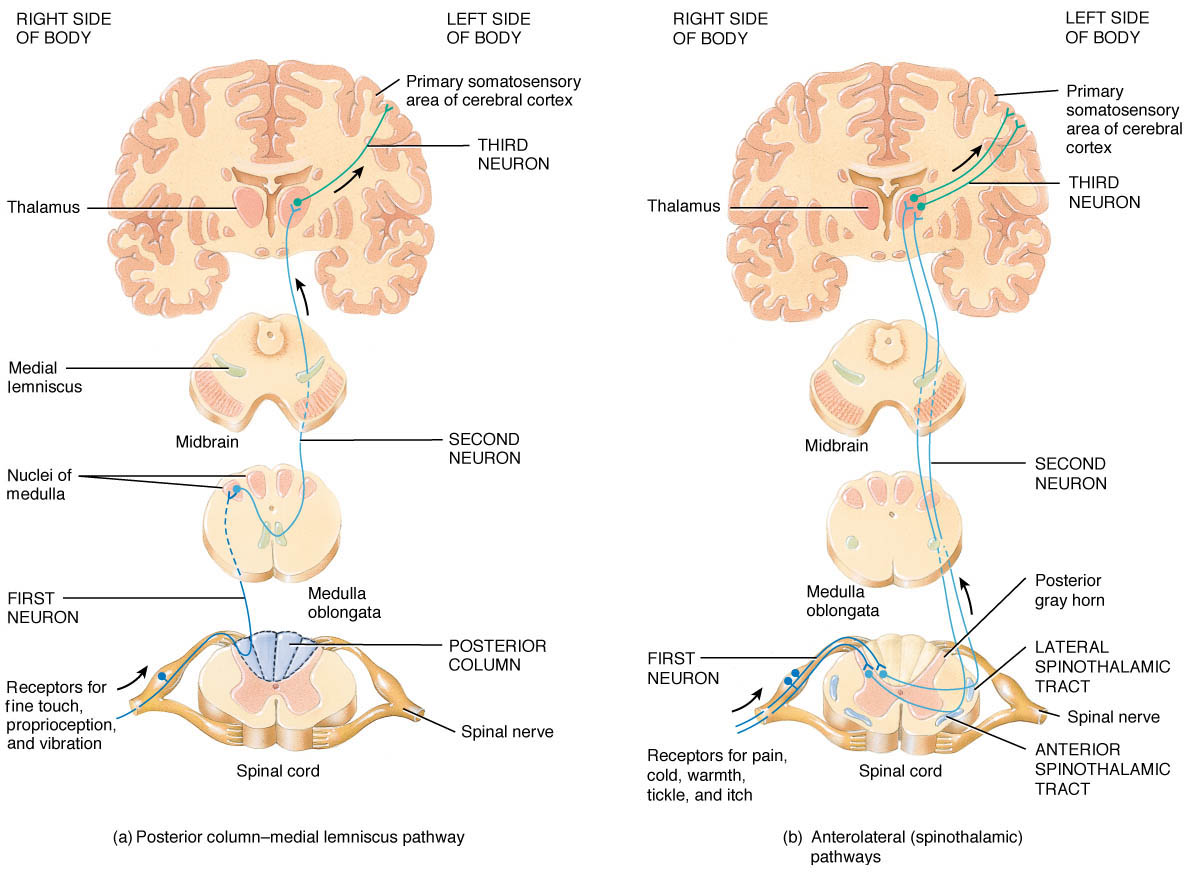 RIGHT SIDE
OF BODY
LEFT SIDE
OF BODY
Primary somatosensory
area of cerebral cortex
THIRD
NEURON
Thalamus
Medial
lemniscus
Midbrain
SECOND
NEURON
Nuclei of
medulla
FIRST
NEURON
Medulla
oblongata
POSTERIOR
COLUMN
Receptors for
fine touch,
proprioception,
and vibration
Spinal nerve
Spinal cord
(a) Posterior column–medial lemniscus pathway
RIGHT SIDE
OF BODY
LEFT SIDE
OF BODY
Primary
somatosensory
area of cerebral
cortex
THIRD
NEURON
Thalamus
Midbrain
SECOND
NEURON
Medulla
oblongata
Posterior
gray horn
FIRST
NEURON
LATERAL
SPINOTHALAMIC
TRACT
Spinal nerve
Receptors for pain,
cold, warmth,
tickle, and itch
Spinal cord
ANTERIOR
SPINOTHALAMIC
TRACT
(b) Anterolateral (spinothalamic)
pathways